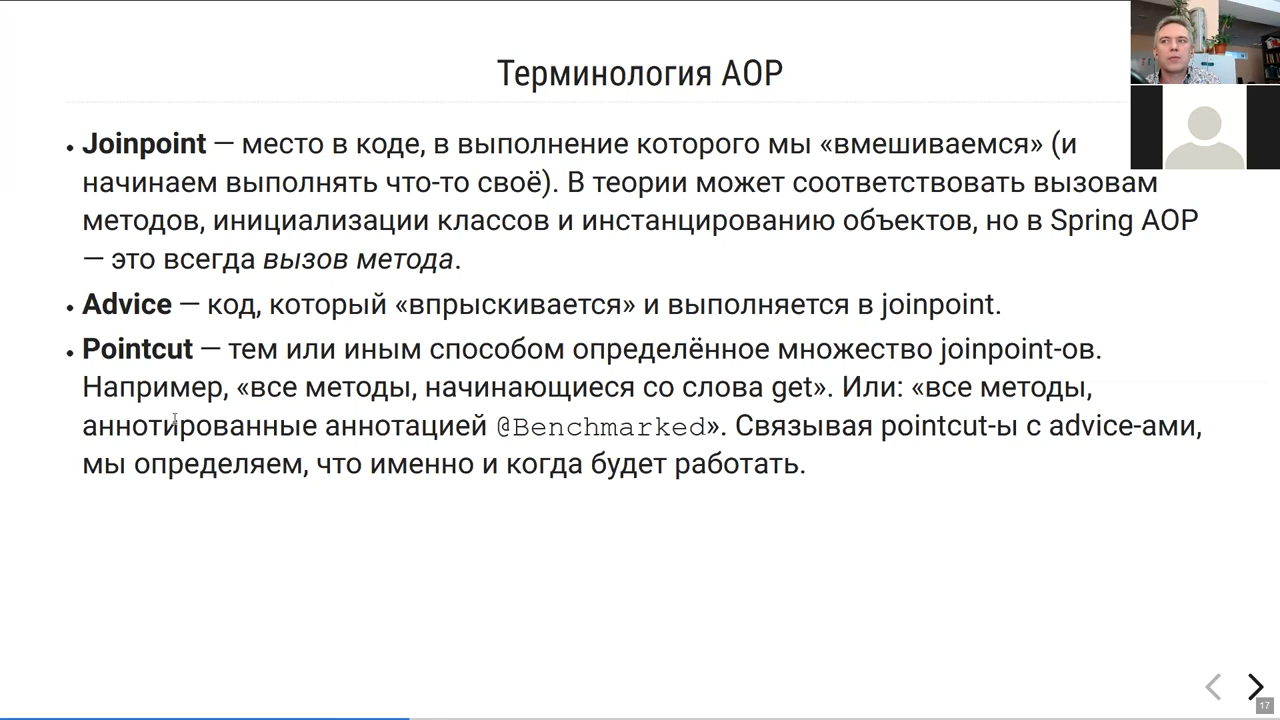 Терминология AOP
• Joinpoint — место в коде, в выполнение которого мы «вмешиваемся» (и
начинаем выполнять что-то своё). В теории может соответствовать вызовам
методов, инициализации классов и инстанцированию объектов, но в Spring AOP
— это всегда вызов метода.
• Advice — код, который «впрыскивается» и выполняется в joinpoint.
• Pointcut — тем или иным способом определённое множество joinpoint-ов.
Например, «все методы, начинающиеся со слова get». Или: «все методы,
аннотированные аннотацией @Benchmarked». Связывая pointcut-ы с advice-ами,
мы определяем, что именно и когда будет работать.
17